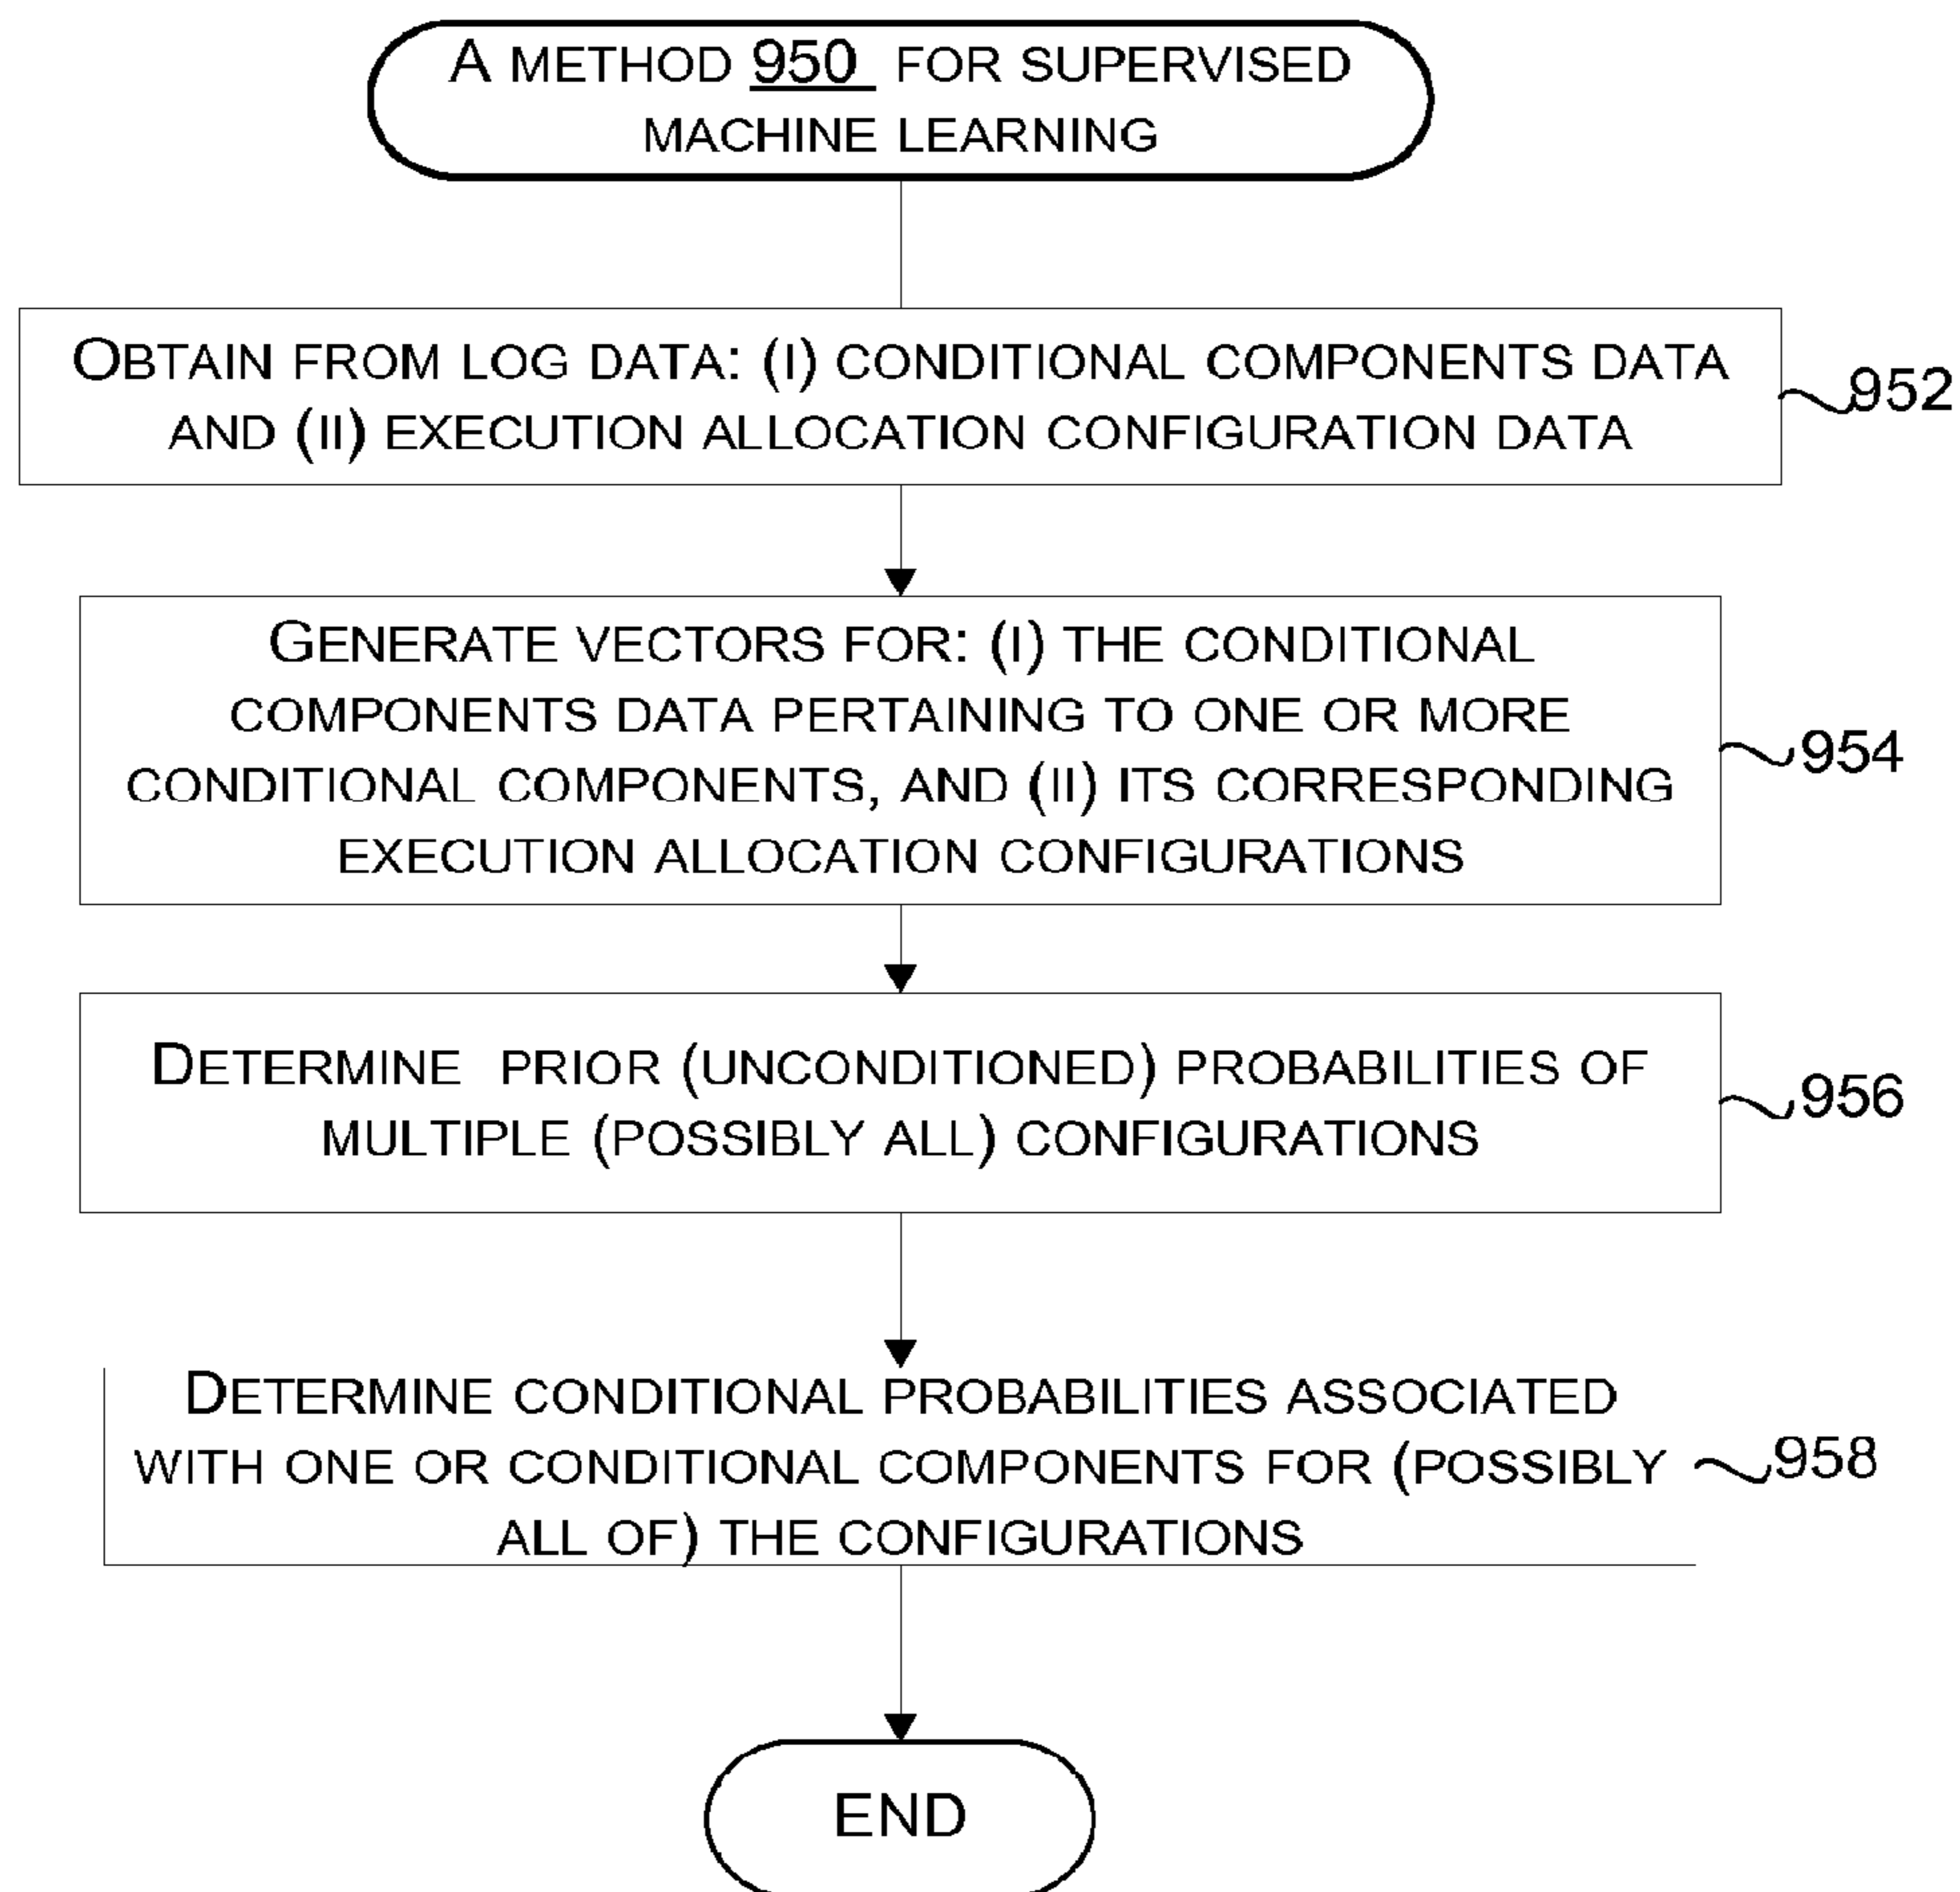 A METHOD 950 FOR SUPERVISED
MACHINE LEARNING
OBTAIN FROM LOG DATA: (I) CONDITIONAL COMPONENTS DATA
AND (II) EXECUTION ALLOCATION CONFIGURATION DATA
952
GENERATE VECTORS FOR: (I) THE CONDITIONAL
COMPONENTS DATA PERTAINING TO ONE OR MORE
CONDITIONAL COMPONENTS, AND (II) ITS CORRESPONDING
EXECUTION ALLOCATION CONFIGURATIONS
954
DETERMINE PRIOR (UNCONDITIONED) PROBABILITIES OF
MULTIPLE (POSSIBLY ALL) CONFIGURATIONS
956
DETERMINE CONDITIONAL PROBABILITIES ASSOCIATED
WITH ONE OR CONDITIONAL COMPONENTS FOR (POSSIBLY
ALL OF) THE CONFIGURATIONS
958
END